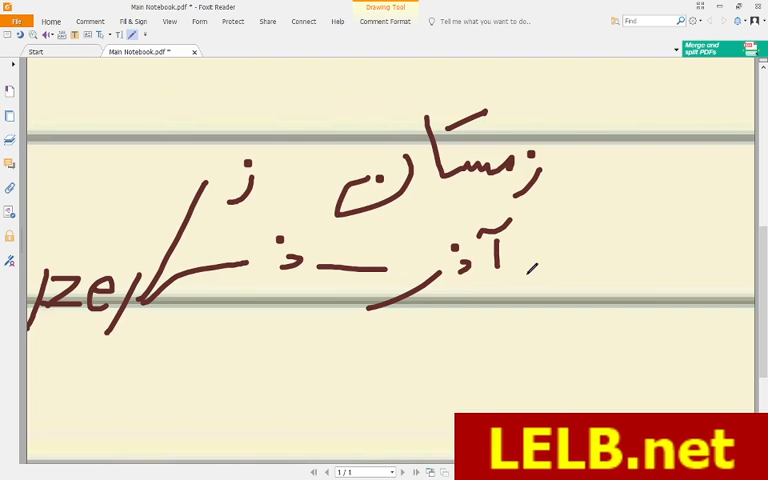 Main Notebook.pdf * - Foxit Reader
Drawing Tool
File Home Comment Fill & Sign View Form Protect Share Connect Help Comment Format Tell me what you want to do.. Find
Start Main Notebook.pdf * Merge and split PDFs
زمستان ز
آذر ذ
/ze/
1 / 1
LELB.net